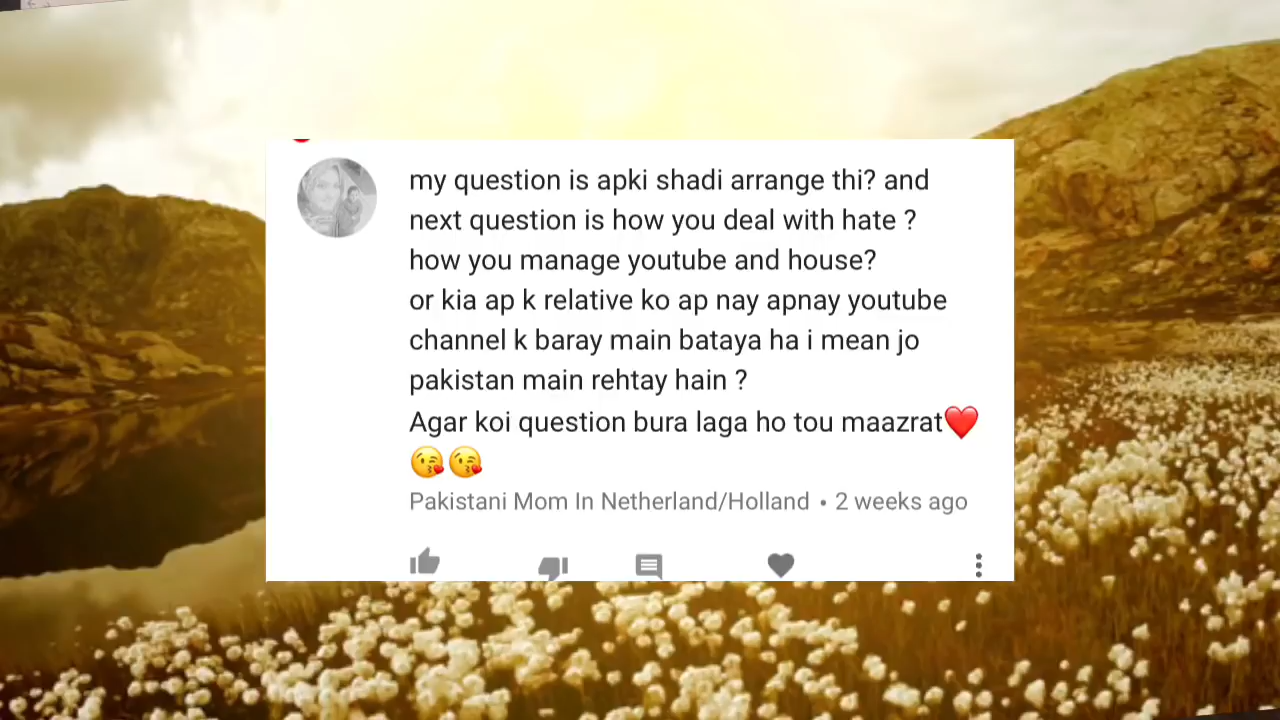 my question is apki shadi arrange thi? and
next question is how you deal with hate ?
how you manage youtube and house?
or kia ap k relative ko ap nay apnay youtube
channel k baray main bataya ha i mean jo
pakistan main rehtay hain ?
Agar koi question bura laga ho tou maazrat❤️
😘😘
Pakistani Mom In Netherland/Holland • 2 weeks ago